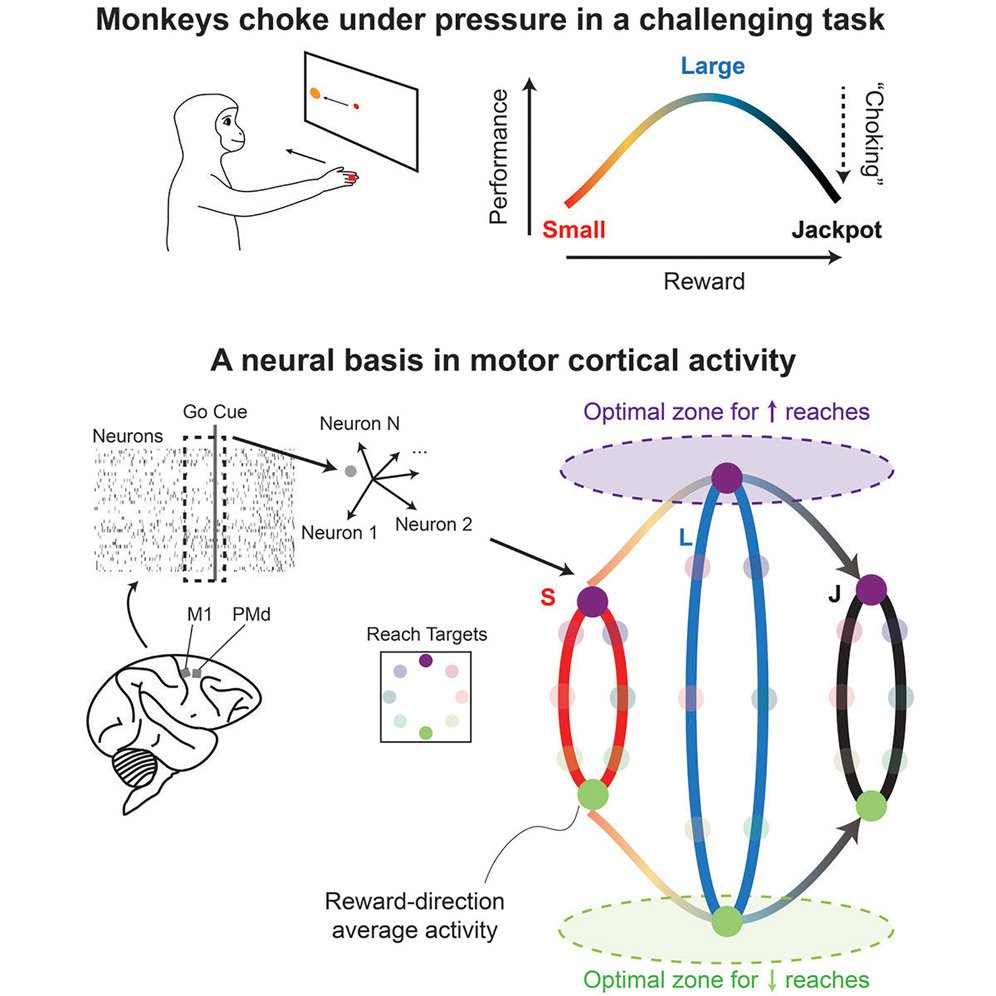 Monkeys choke under pressure in a challenging task
Large
Performance
"Choking"
Small
Jackpot
Reward
A neural basis in motor cortical activity
Go Cue
Neurons
Neuron N
...
Neuron 1
Neuron 2
Optimal zone for ↑ reaches
L
S
J
M1
PMd
Reach Targets
Reward-direction
average activity
Optimal zone for ↓ reaches